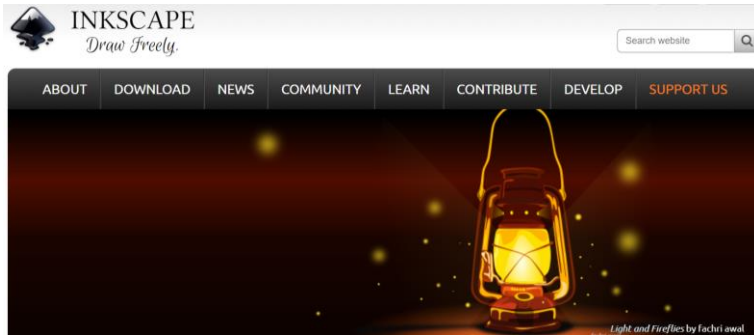 INKSCAPE
Draw Freely.
Search website
ABOUT DOWNLOAD NEWS COMMUNITY LEARN CONTRIBUTE DEVELOP SUPPORT US
Light and Fireflies by fachri awal